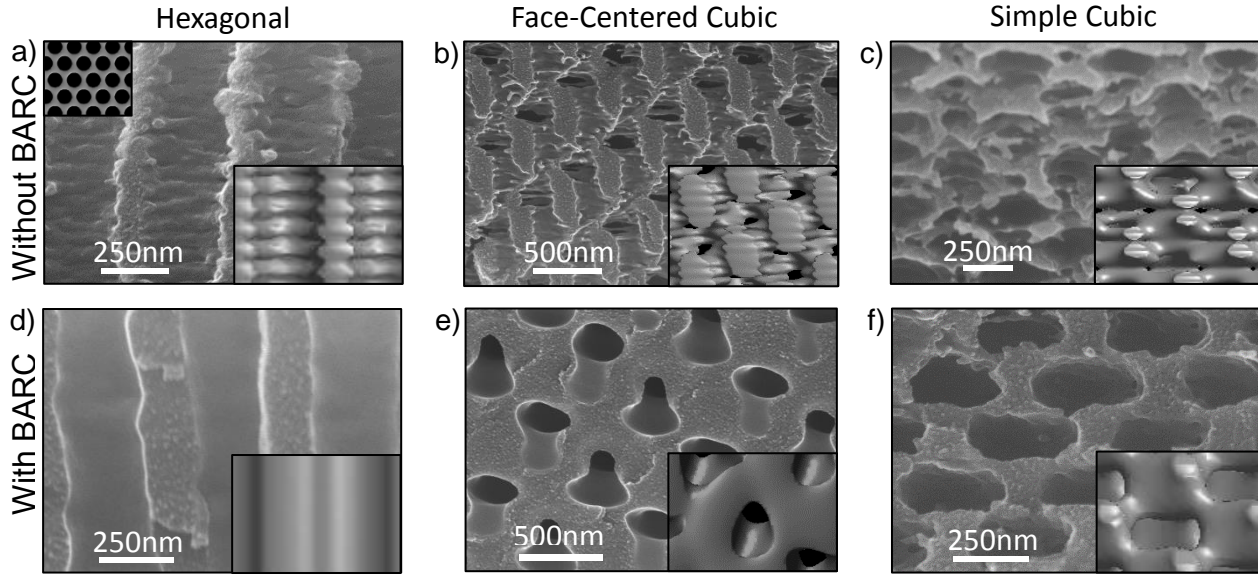 Hexagonal
Face-Centered Cubic
Simple Cubic
Without BARC
a)
250nm
b)
500nm
c)
250nm
With BARC
d)
250nm
e)
500nm
f)
250nm